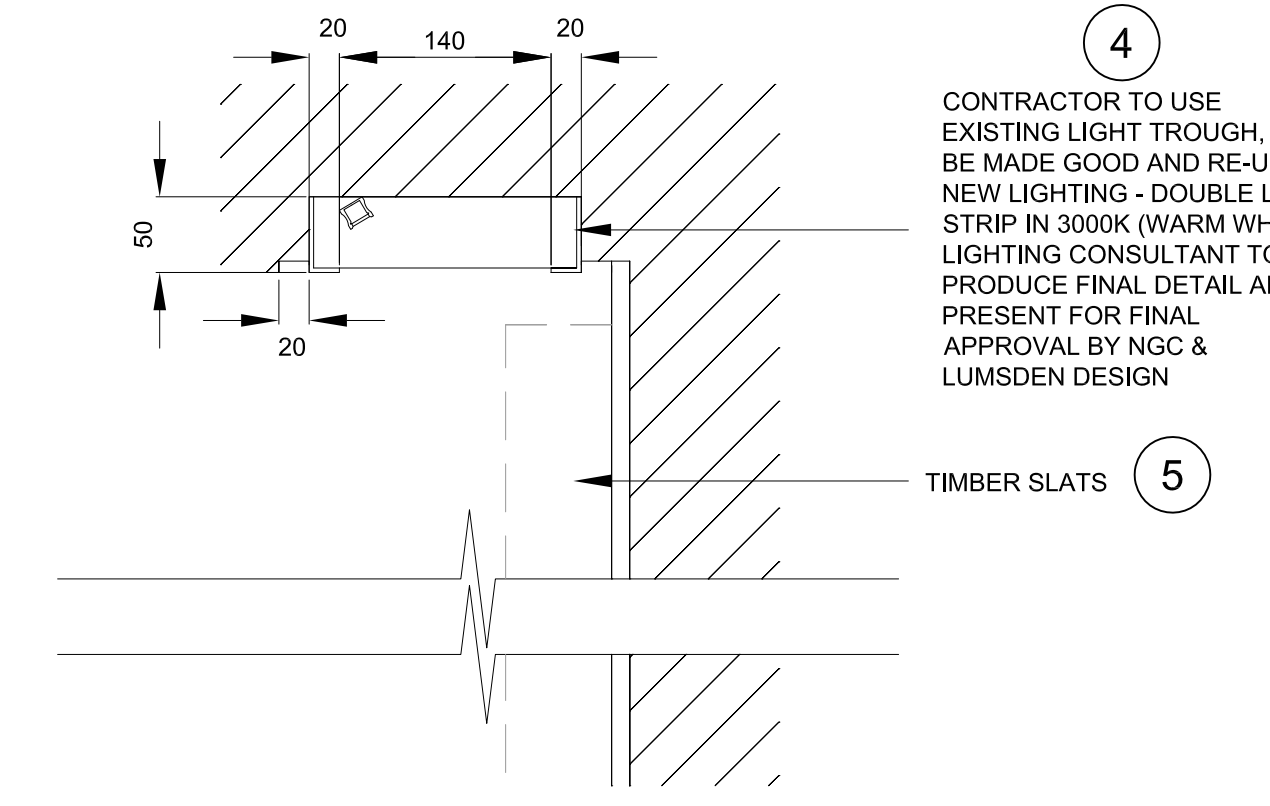 20
140
20
50
20
4
CONTRACTOR TO USE
EXISTING LIGHT TROUGH,
BE MADE GOOD AND RE-U
NEW LIGHTING - DOUBLE L
STRIP IN 3000K (WARM WH
LIGHTING CONSULTANT TO
PRODUCE FINAL DETAIL A
PRESENT FOR FINAL
APPROVAL BY NGC &
LUMSDEN DESIGN
TIMBER SLATS 5